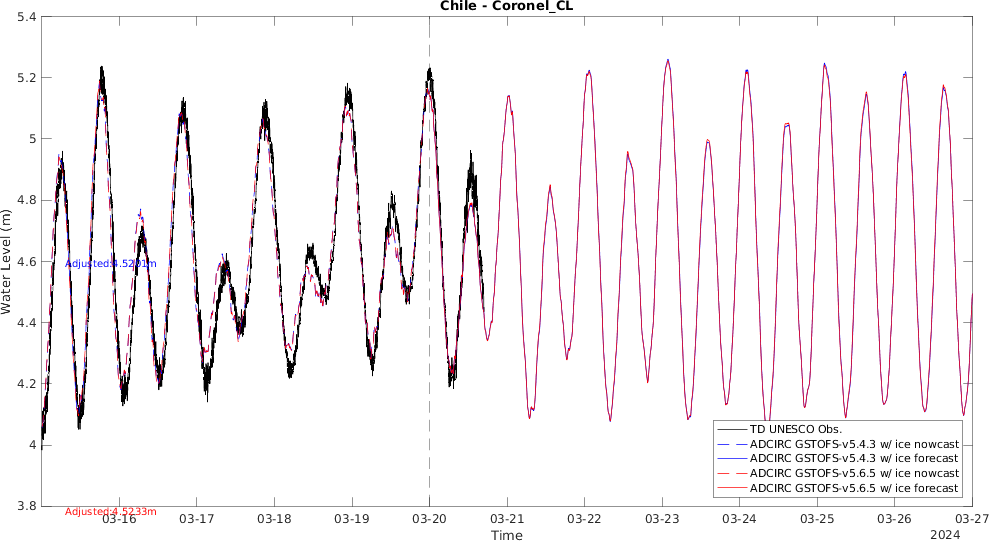 Chile - Coronel_CL
5.4
5.2
5
4.8
4.6
4.4
4.2
4
3.8
Water Level (m)
Adjusted:4.5291m
Adjusted:4.5233m
03-16
03-17
03-18
03-19
03-20
03-21
03-22
03-23
03-24
03-25
03-26
03-27
Time
2024
TD UNESCO Obs.
ADCIRC GSTOFS-v5.4.3 w/ ice nowcast
ADCIRC GSTOFS-v5.4.3 w/ ice forecast
ADCIRC GSTOFS-v5.6.5 w/ ice nowcast
ADCIRC GSTOFS-v5.6.5 w/ ice forecast